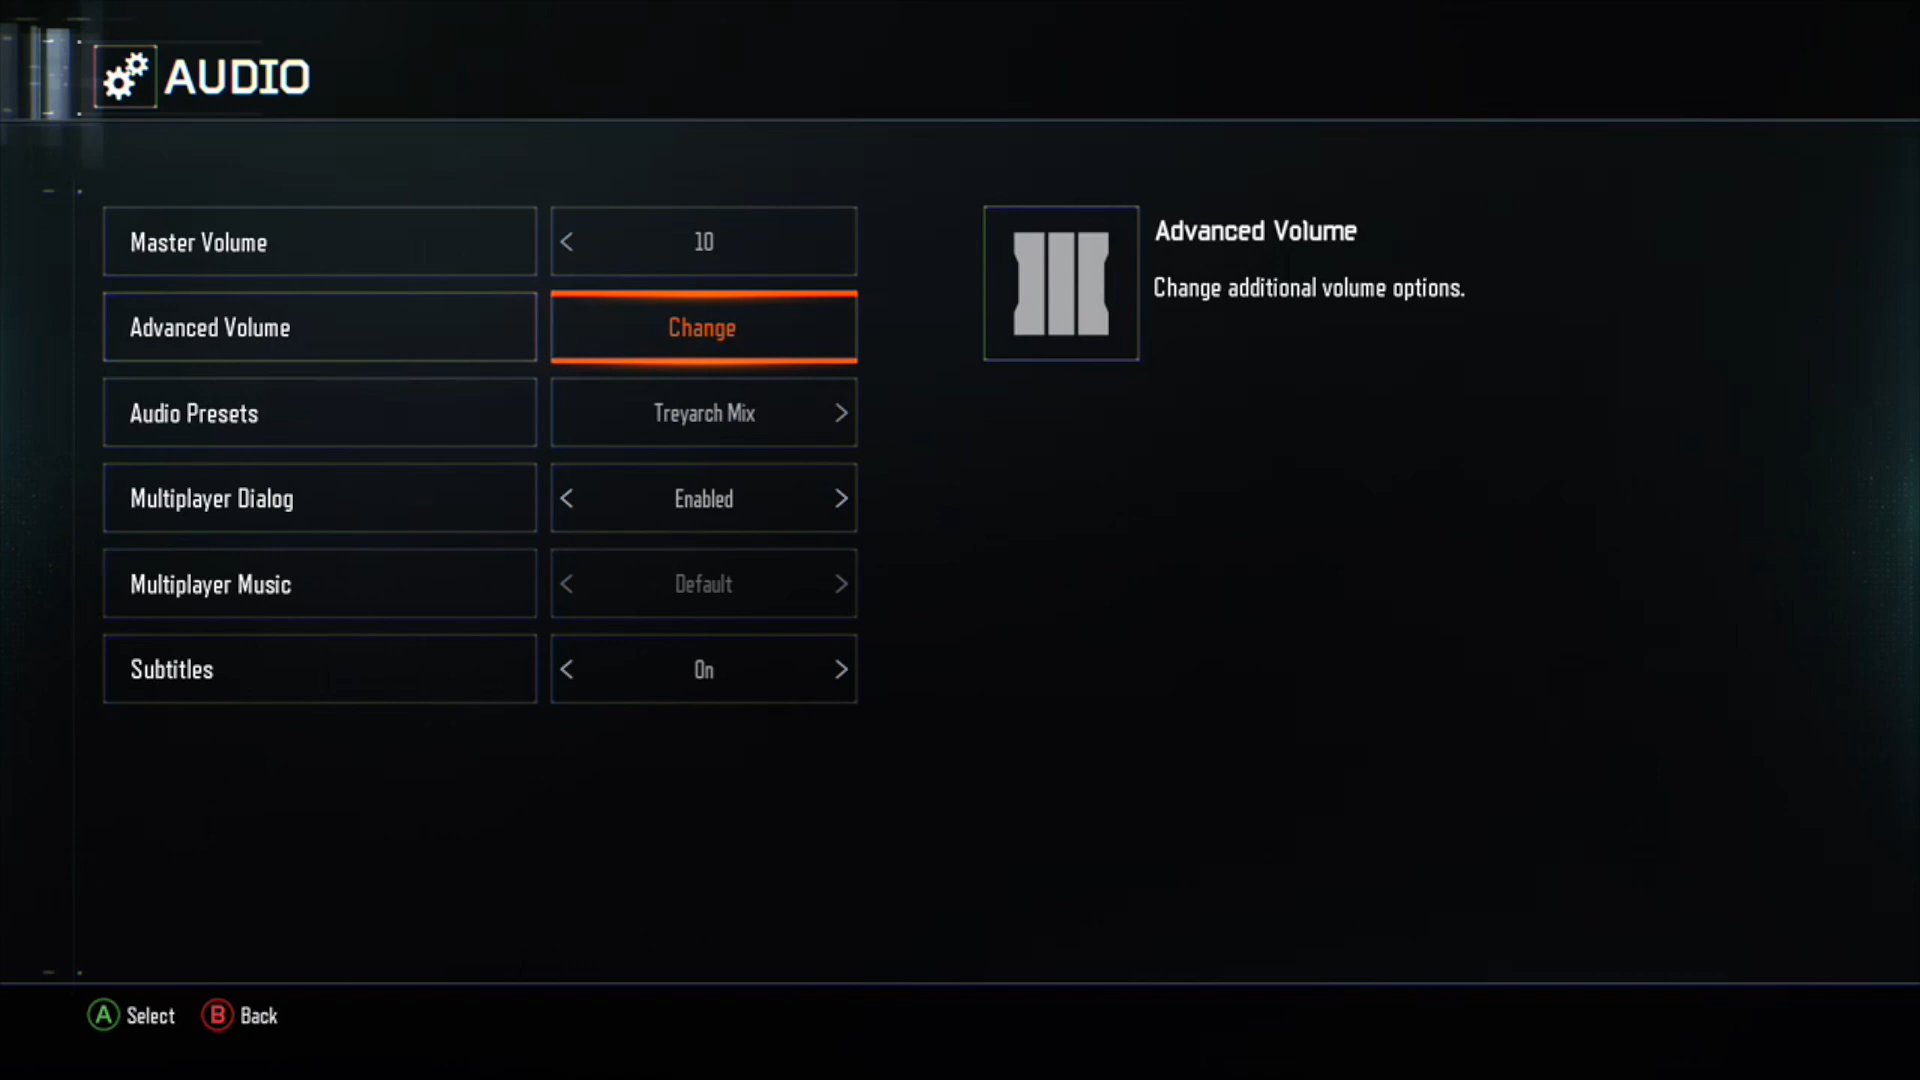 AUDIO
Master Volume
< 10
Advanced Volume
Change
Audio Presets
Treyarch Mix >
Multiplayer Dialog
< Enabled >
Multiplayer Music
< Default >
Subtitles
< On >
Advanced Volume
Change additional volume options.
A Select B Back